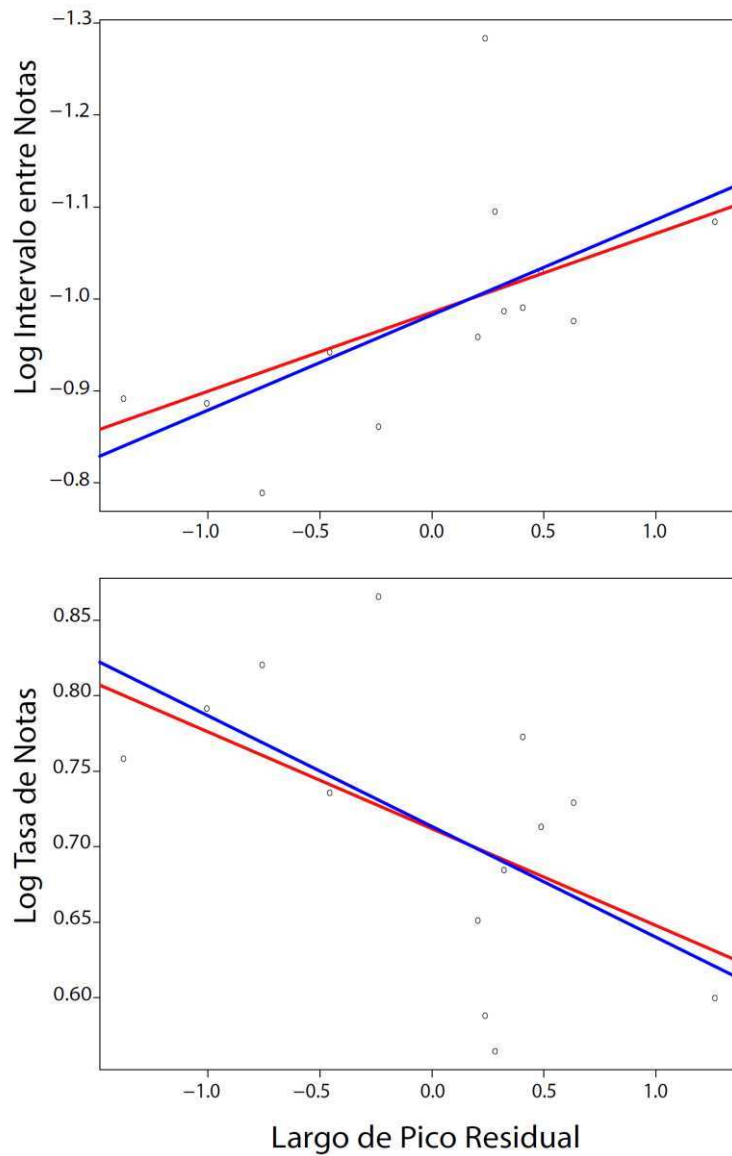 −1.3
−1.2
−1.1
−1.0
−0.9
−0.8
Log Intervalo entre Notas
−1.0 −0.5 0.0 0.5 1.0
0.85
0.80
0.75
0.70
0.65
0.60
Log Tasa de Notas
−1.0 −0.5 0.0 0.5 1.0
Largo de Pico Residual